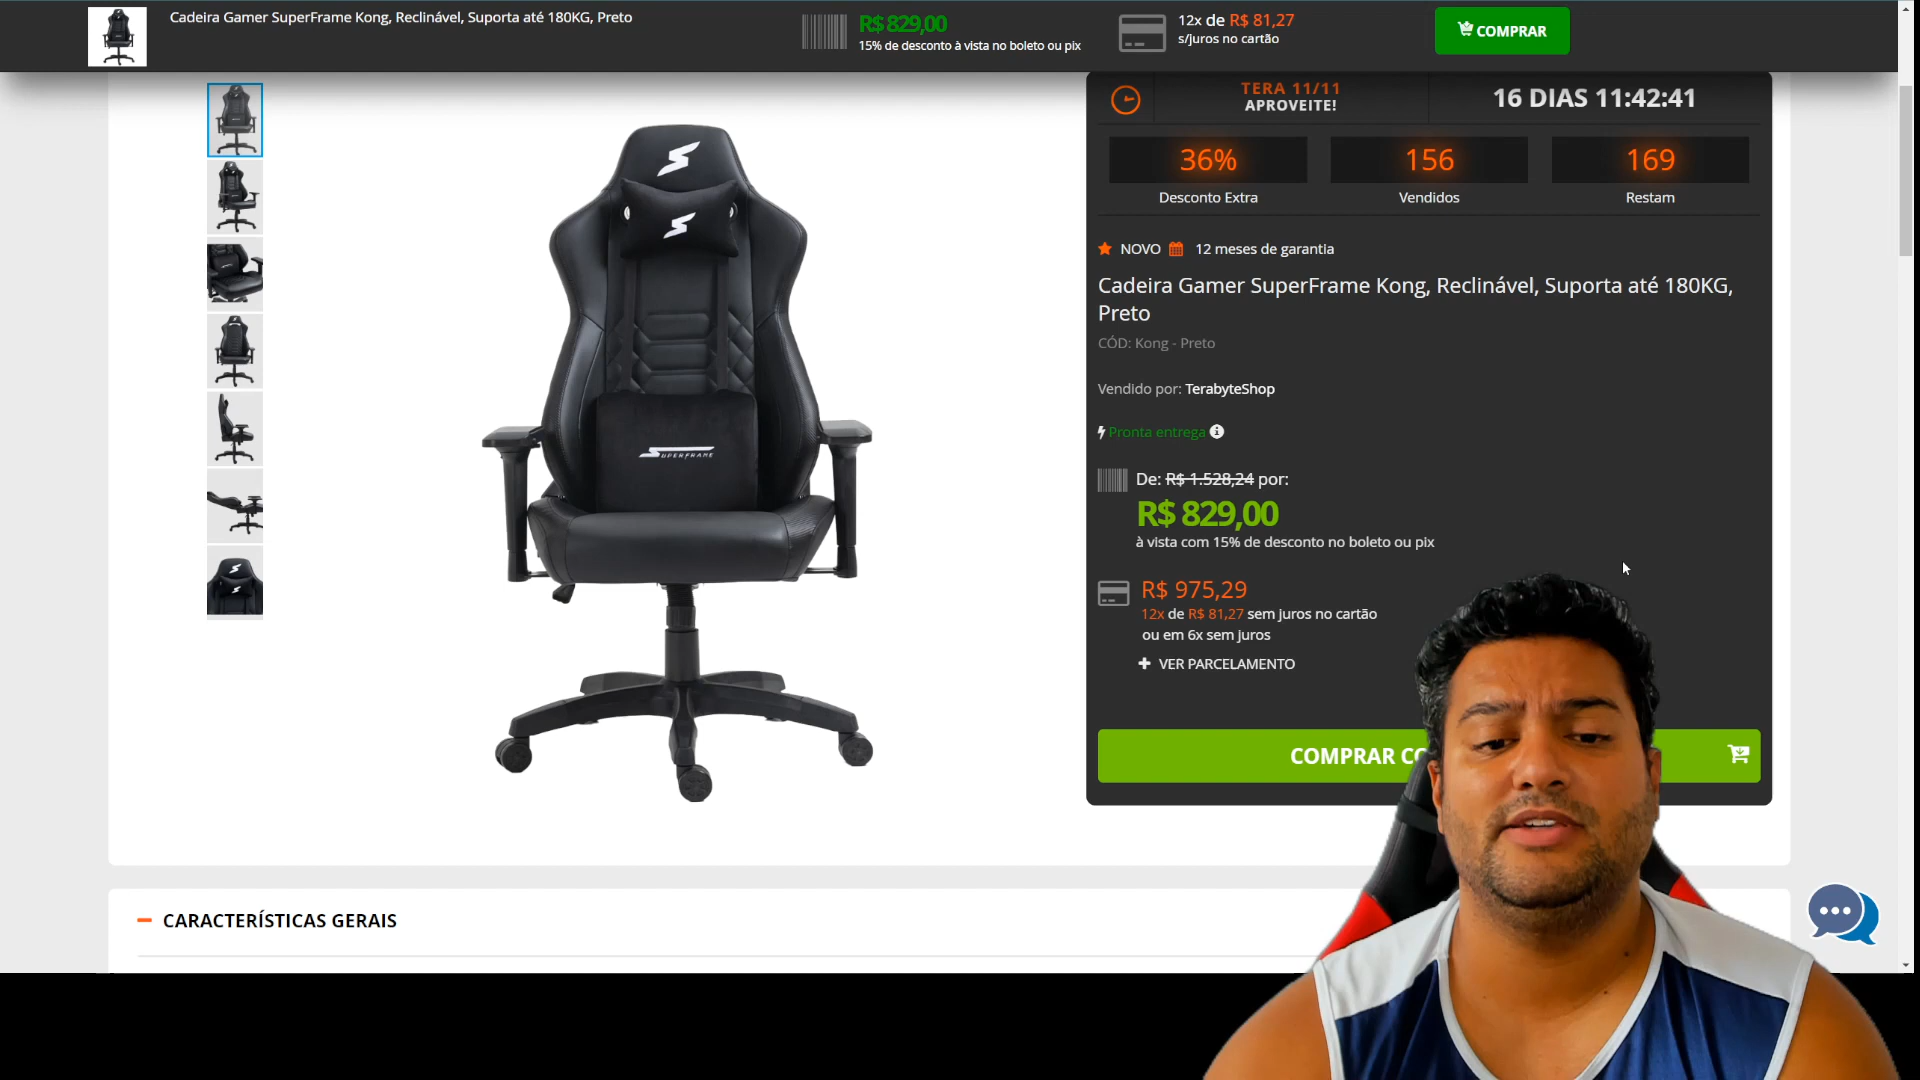 Cadeira Gamer SuperFrame Kong, Reclinável, Suporta até 180KG, Preto
R$ 829,00
15% de desconto à vista no boleto ou pix
12x de R$ 81,27
s/juros no cartão
COMPRAR
TERA 11/11
APROVEITE!
16 DIAS 11:42:41
36%
Desconto Extra
156
Vendidos
169
Restam
NOVO 12 meses de garantia
Cadeira Gamer SuperFrame Kong, Reclinável, Suporta até 180KG,
Preto
CÓD: Kong - Preto
Vendido por: TerabyteShop
Pronta entrega
De: R$ 1.528,24 por:
R$ 829,00
à vista com 15% de desconto no boleto ou pix
R$ 975,29
12x de R$ 81,27 sem juros no cartão
ou em 6x sem juros
VER PARCELAMENTO
COMPRAR
SUPERFRAME
CARACTERÍSTICAS GERAIS